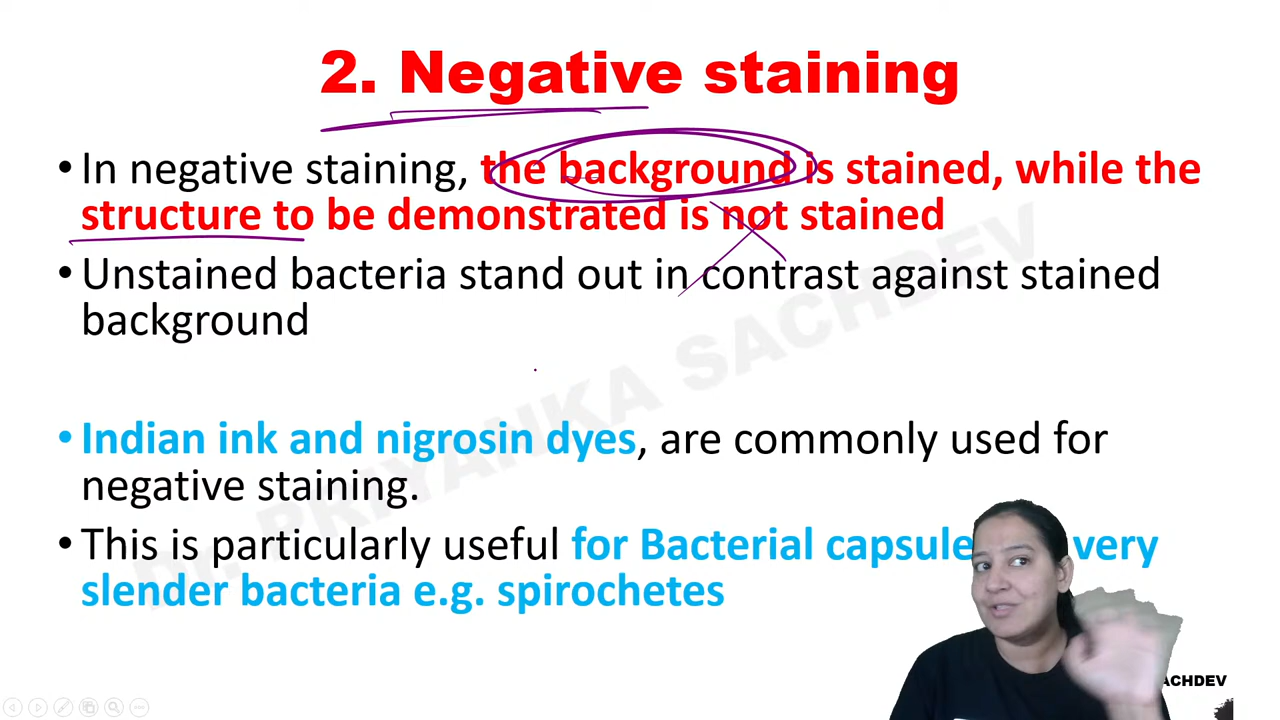 2. Negative staining
• In negative staining, the background is stained, while the
structure to be demonstrated is not stained
• Unstained bacteria stand out in contrast against stained
background
• Indian ink and nigrosin dyes, are commonly used for
negative staining.
• This is particularly useful for Bacterial capsule very
slender bacteria e.g. spirochetes
Dr. PRIYANKA SACHDEV
ACHDEV